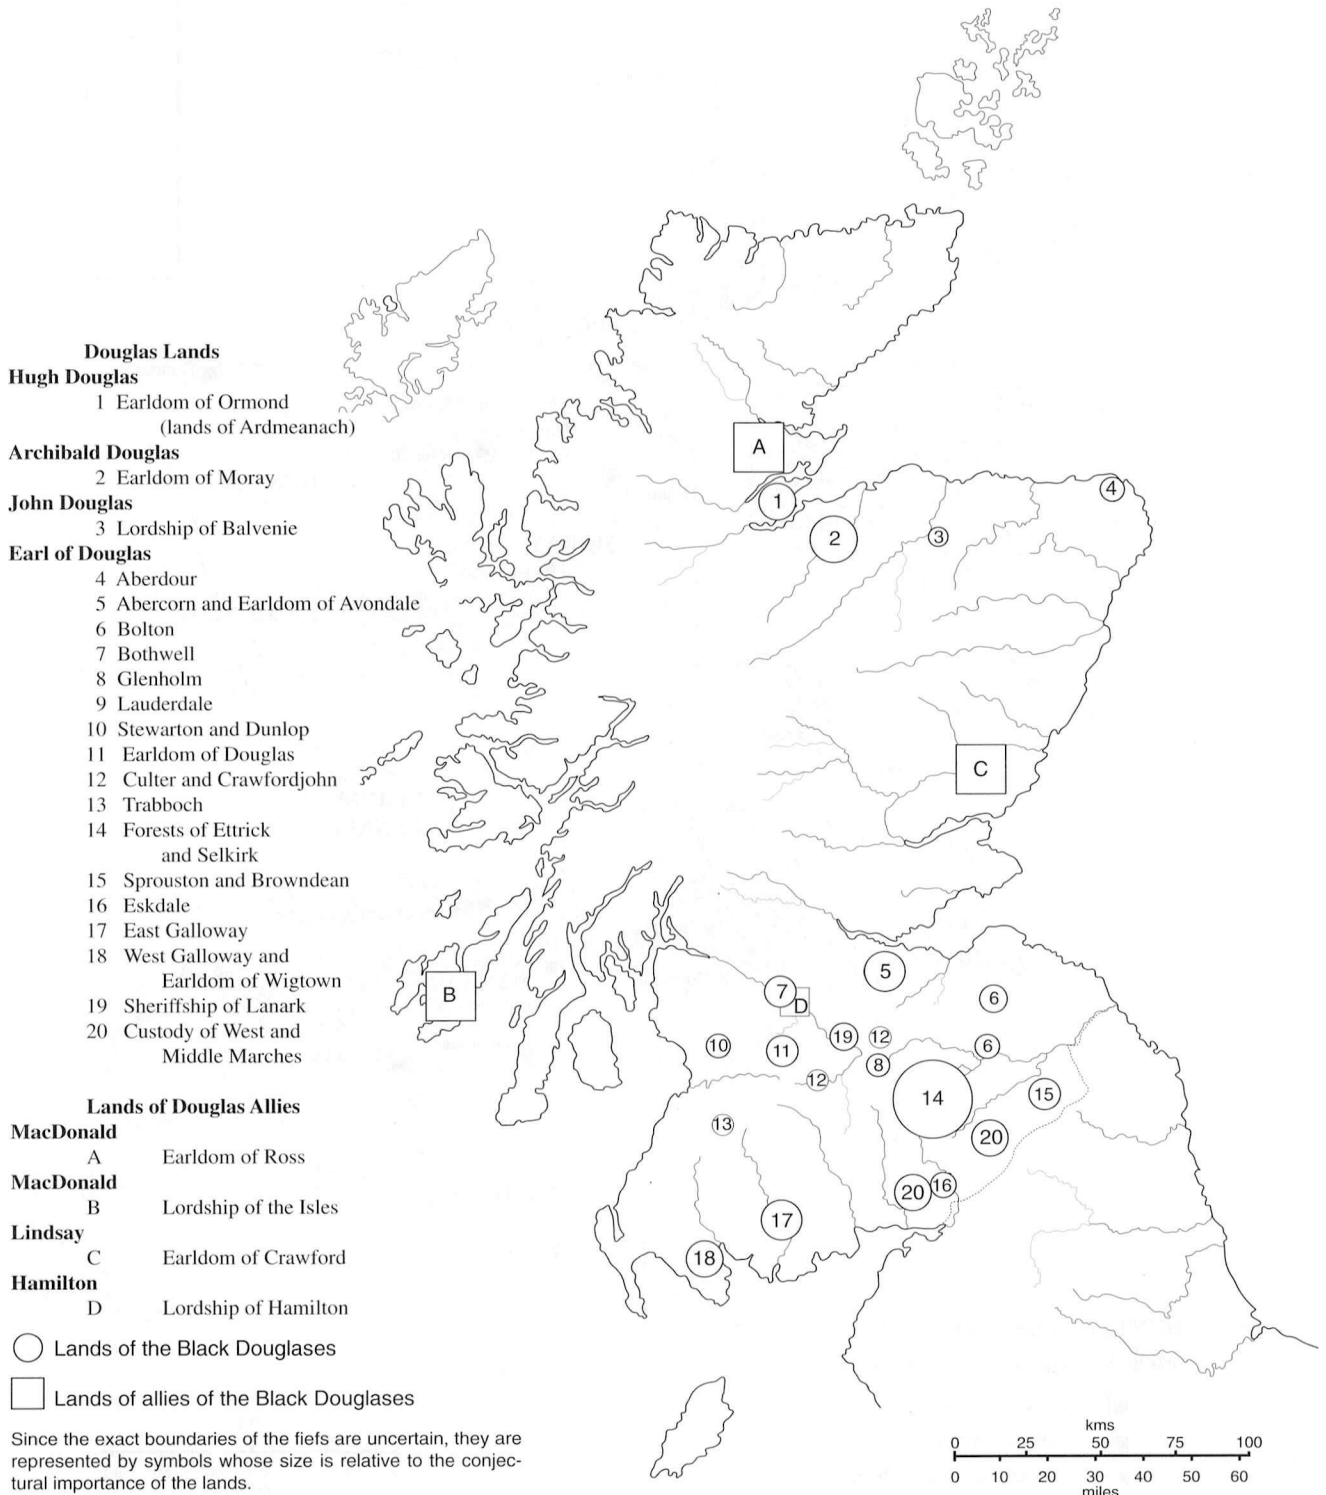 Douglas Lands
Hugh Douglas
1 Earldom of Ormond
(lands of Ardmeanach)
Archibald Douglas
2 Earldom of Moray
John Douglas
3 Lordship of Balvenie
Earl of Douglas
4 Aberdour
5 Abercorn and Earldom of Avondale
6 Bolton
7 Bothwell
8 Glenholm
9 Lauderdale
10 Stewarton and Dunlop
11 Earldom of Douglas
12 Culter and Crawfordjohn
13 Trabboch
14 Forests of Ettrick
and Selkirk
15 Sprouston and Browndean
16 Eskdale
17 East Galloway
18 West Galloway and
Earldom of Wigtown
19 Sheriffship of Lanark
20 Custody of West and
Middle Marches
Lands of Douglas Allies
MacDonald
A Earldom of Ross
MacDonald
B Lordship of the Isles
Lindsay
C Earldom of Crawford
Hamilton
D Lordship of Hamilton
Lands of the Black Douglases
Lands of allies of the Black Douglases
Since the exact boundaries of the fiefs are uncertain, they are
represented by symbols whose size is relative to the conjec-
tural importance of the lands.
A
1
4
2
3
C
B
5
7
D
6
10
11
19
12
6
8
12
14
15
13
20
20
16
17
18
kms
0 25 50 75 100
0 10 20 30 40 50 60
miles